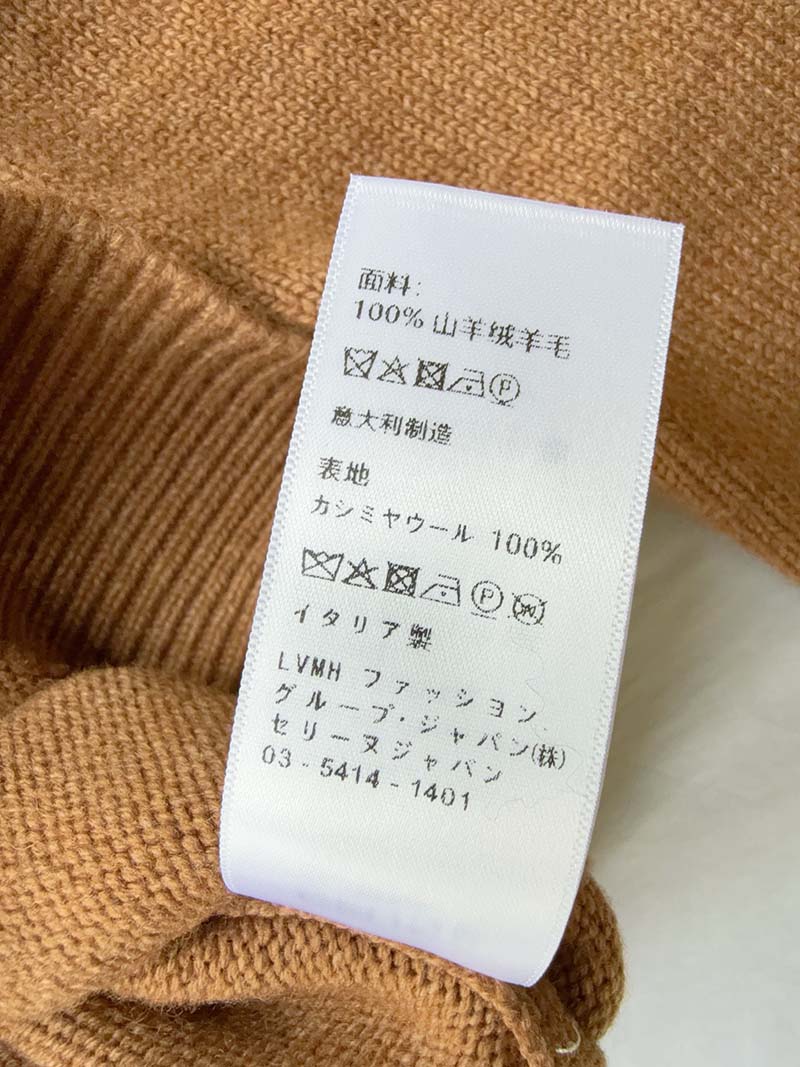 面料:
100% 山羊绒羊毛
P
意大利制造
表地
カシミヤウール 100%
P W
イタリア製
LVMH ファッション
グループ・ジャパン(株)
セリーヌジャパン
03 - 5414 - 1401